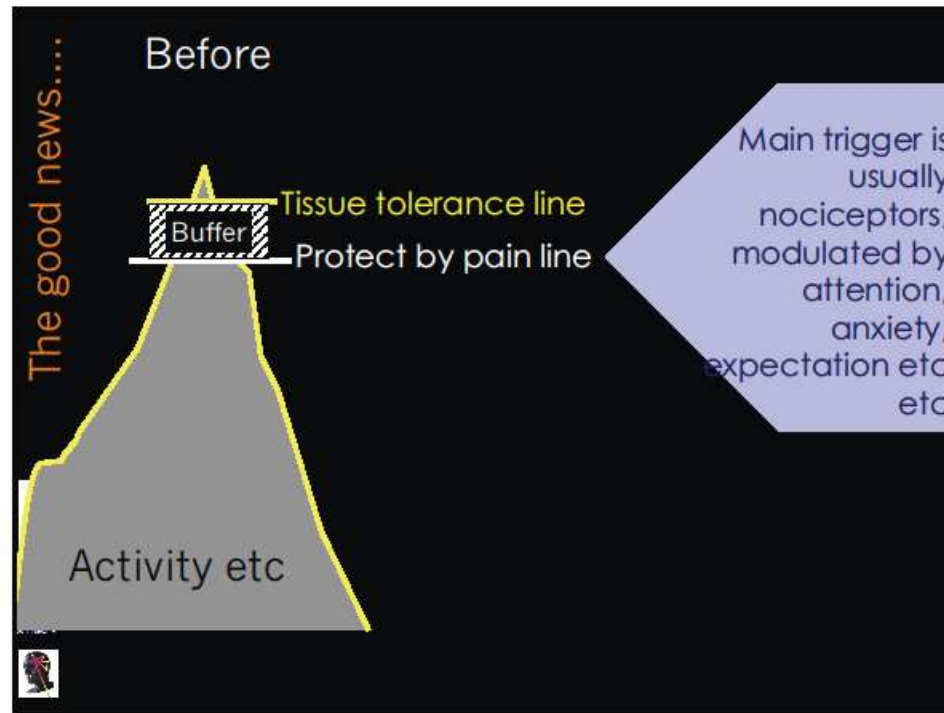 The good news....
Before
Tissue tolerance line
Buffer
Protect by pain line
Main trigger is
usually
nociceptors,
modulated by
attention,
anxiety,
expectation etc
etc
Activity etc